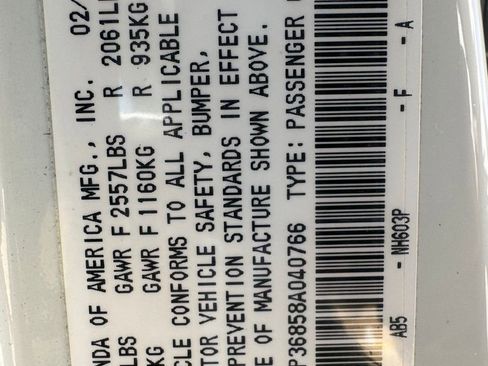 NDA OF AMERICA MFG., INC. 02/
LBS GAWR F 2557LBS R 2061L
KG GAWR F 1160KG R 935KG
CLE CONFORMS TO ALL APPLICABLE
TOR VEHICLE SAFETY, BUMPER,
PREVENTION STANDARDS IN EFFECT
E OF MANUFACTURE SHOWN ABOVE.
P36858A040766 TYPE: PASSENGER
AB5 - NH603P - F - A